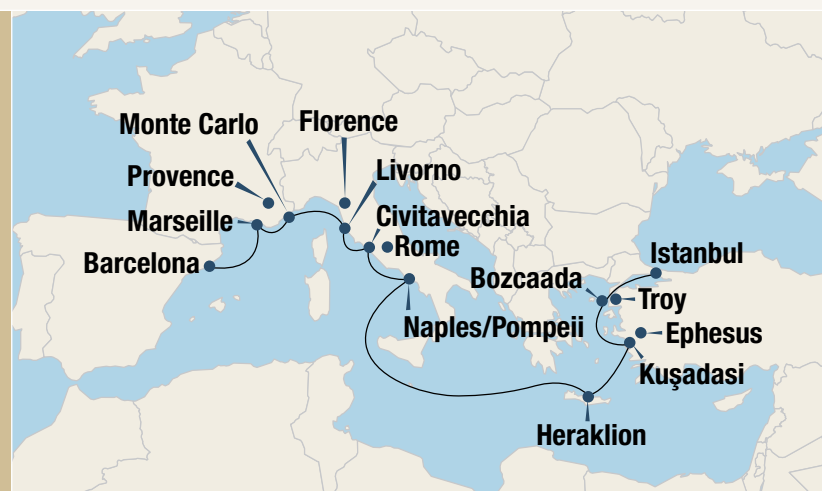 Monte Carlo
Florence
Provence
Livorno
Marseille
Civitavecchia
Barcelona
Rome
Istanbul
Bozcaada
Troy
Naples/Pompeii
Ephesus
Kuşadasi
Heraklion